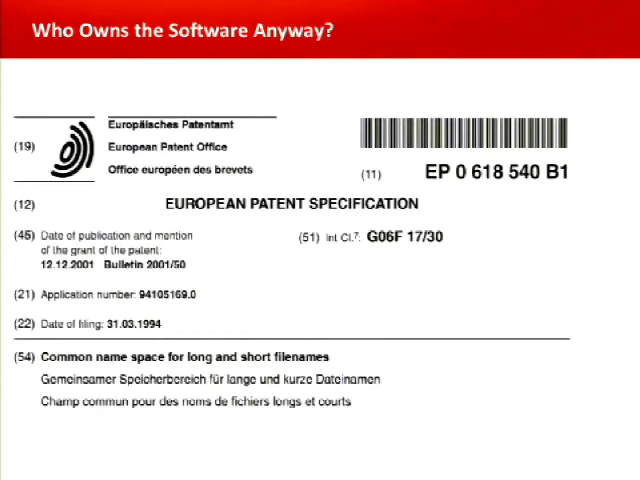 Who Owns the Software Anyway?
(19)
Europäisches Patentamt
European Patent Office
Office européen des brevets
(11) EP 0 618 540 B1
(12) EUROPEAN PATENT SPECIFICATION
(45) Date of publication and mention
of the grant of the patent:
12.12.2001 Bulletin 2001/50
(51) Int Cl.7: G06F 17/30
(21) Application number: 94105169.0
(22) Date of filing: 31.03.1994
(54) Common name space for long and short filenames
Gemeinsamer Speicherbereich für lange und kurze Dateinamen
Champ commun pour des noms de fichiers longs et courts